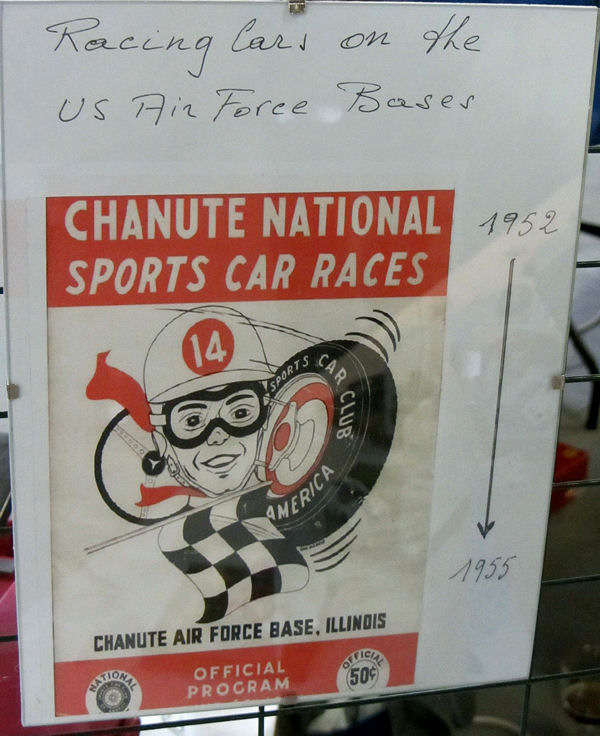 Racing Cars on the
US Air Force Bases
1952
1955
CHANUTE NATIONAL
SPORTS CAR RACES
14
SPORTS CAR CLUB
AMERICA
CHANUTE AIR FORCE BASE, ILLINOIS
NATIONAL
OFFICIAL
PROGRAM
OFFICIAL
50¢